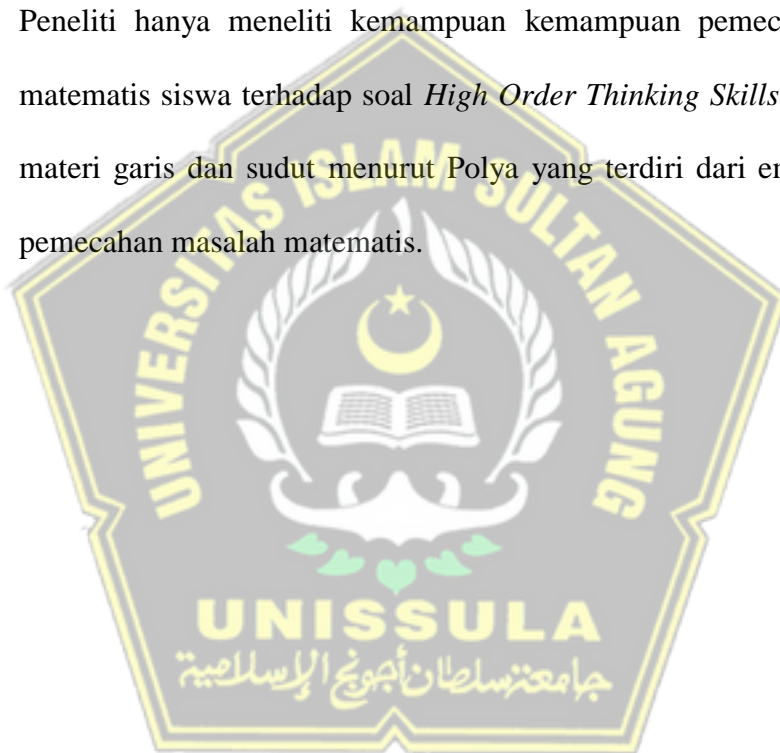 Peneliti hanya meneliti kemampuan kemampuan pemec
matematis siswa terhadap soal High Order Thinking Skills
materi garis dan sudut menurut Polya yang terdiri dari
pemecahan masalah matematis.
UNIVERSITAS ISLAM SULTAN AGUNG
UNISSULA
جامعة سلطان أجونج الإسلامية